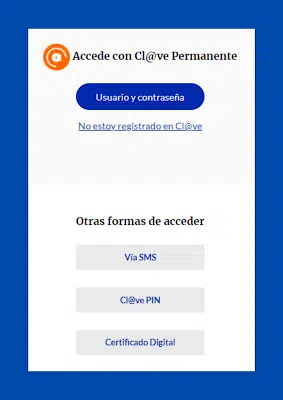 Accede con Cl@ve Permanente
Usuario y contraseña
No estoy registrado en Cl@ve
Otras formas de acceder
Vía SMS
Cl@ve PIN
Certificado Digital